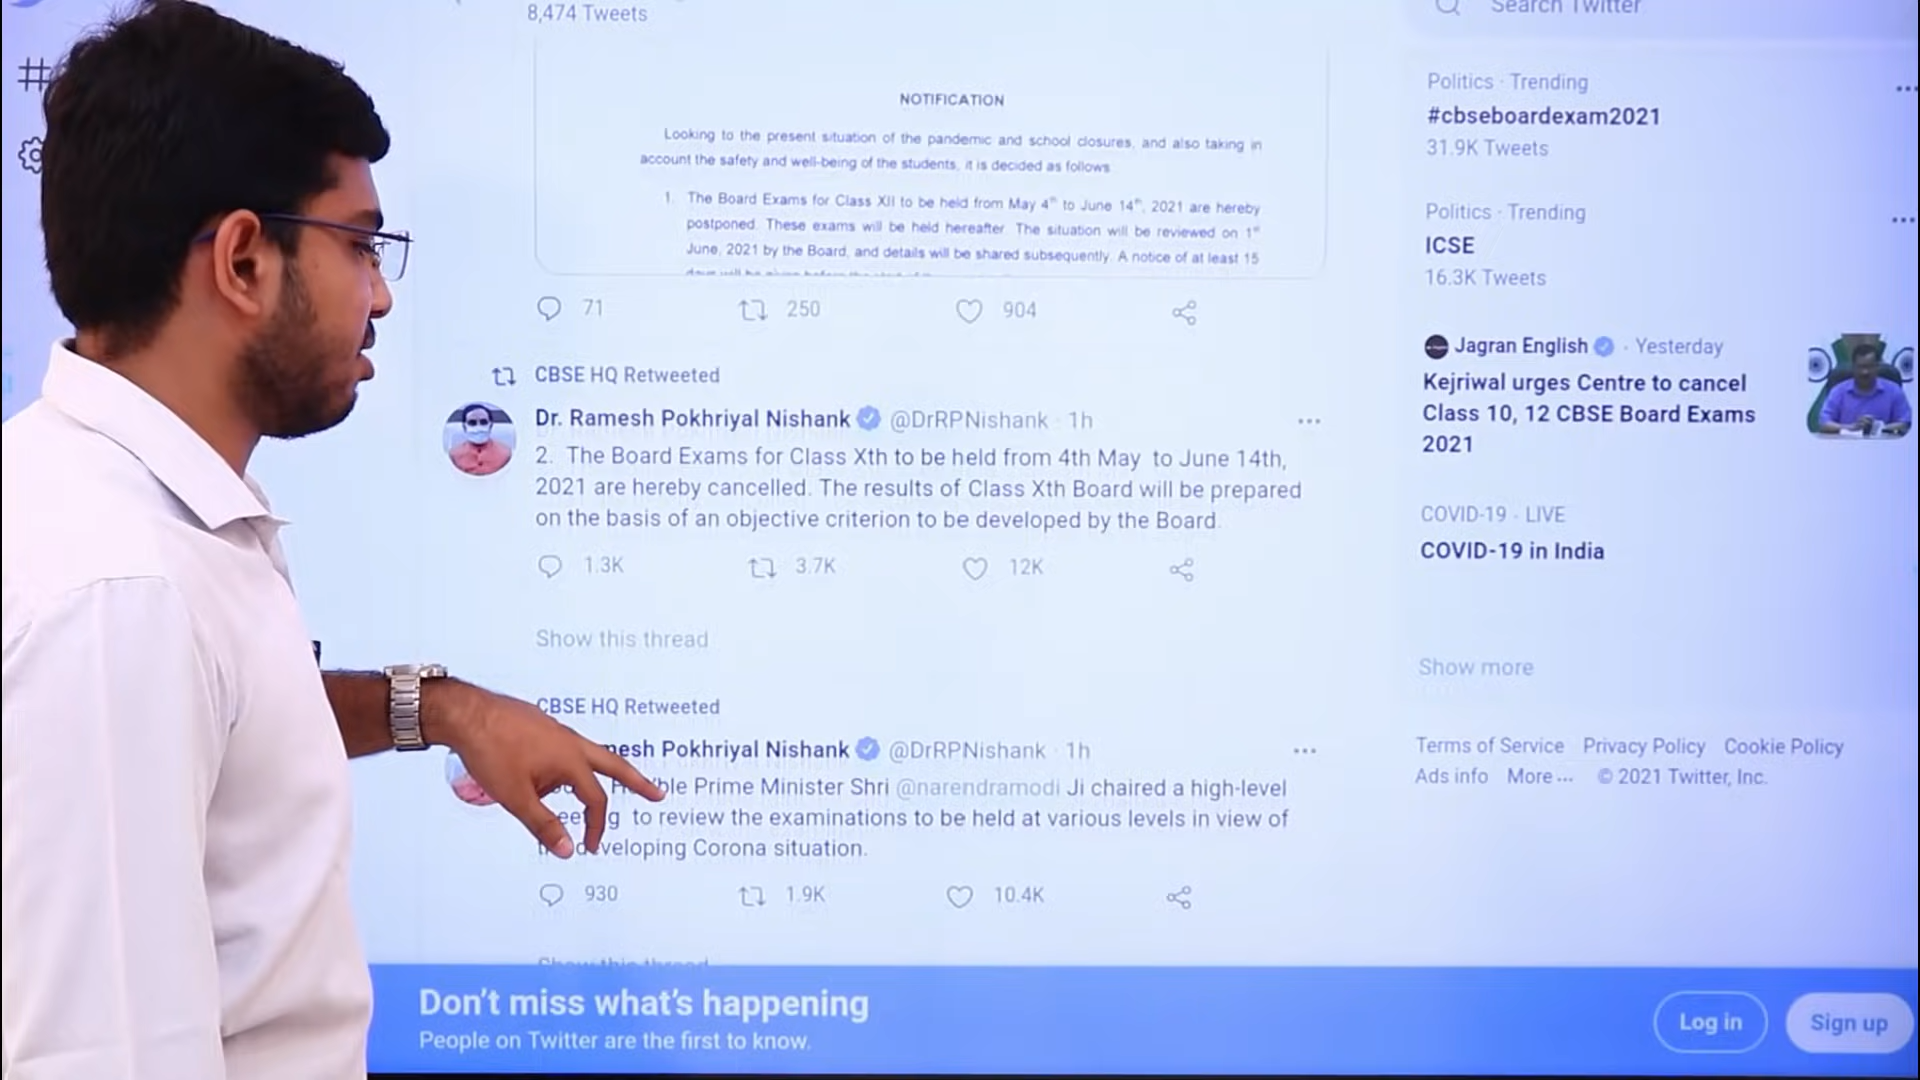 8,474 Tweets
NOTIFICATION
Looking to the present situation of the pandemic and school closures, and also taking in
account the safety and well-being of the students, it is decided as follows
1. The Board Exams for Class XII to be held from May 4th to June 14th, 2021 are hereby
postponed. These exams will be held hereafter. The situation will be reviewed on 1st
June, 2021 by the Board, and details will be shared subsequently. A notice of at least 15
71 250 904
CBSE HQ Retweeted
Dr. Ramesh Pokhriyal Nishank @DrRPNishank · 1h
2. The Board Exams for Class Xth to be held from 4th May to June 14th,
2021 are hereby cancelled. The results of Class Xth Board will be prepared
on the basis of an objective criterion to be developed by the Board.
1.3K 3.7K 12K
Show this thread
CBSE HQ Retweeted
Pokhriyal Nishank @DrRPNishank · 1h
Prime Minister Shri @narendramodi Ji chaired a high-level
to review the examinations to be held at various levels in view of
Corona situation.
930 1.9K 10.4K
Show this thread
Search Twitter
Politics · Trending
#cbseboardexam2021
31.9K Tweets
Politics · Trending
ICSE
16.3K Tweets
Jagran English · Yesterday
Kejriwal urges Centre to cancel
Class 10, 12 CBSE Board Exams
2021
COVID-19 · LIVE
COVID-19 in India
Show more
Terms of Service Privacy Policy Cookie Policy
Ads info More ··· © 2021 Twitter, Inc.
Don't miss what's happening
People on Twitter are the first to know.
Log in
Sign up